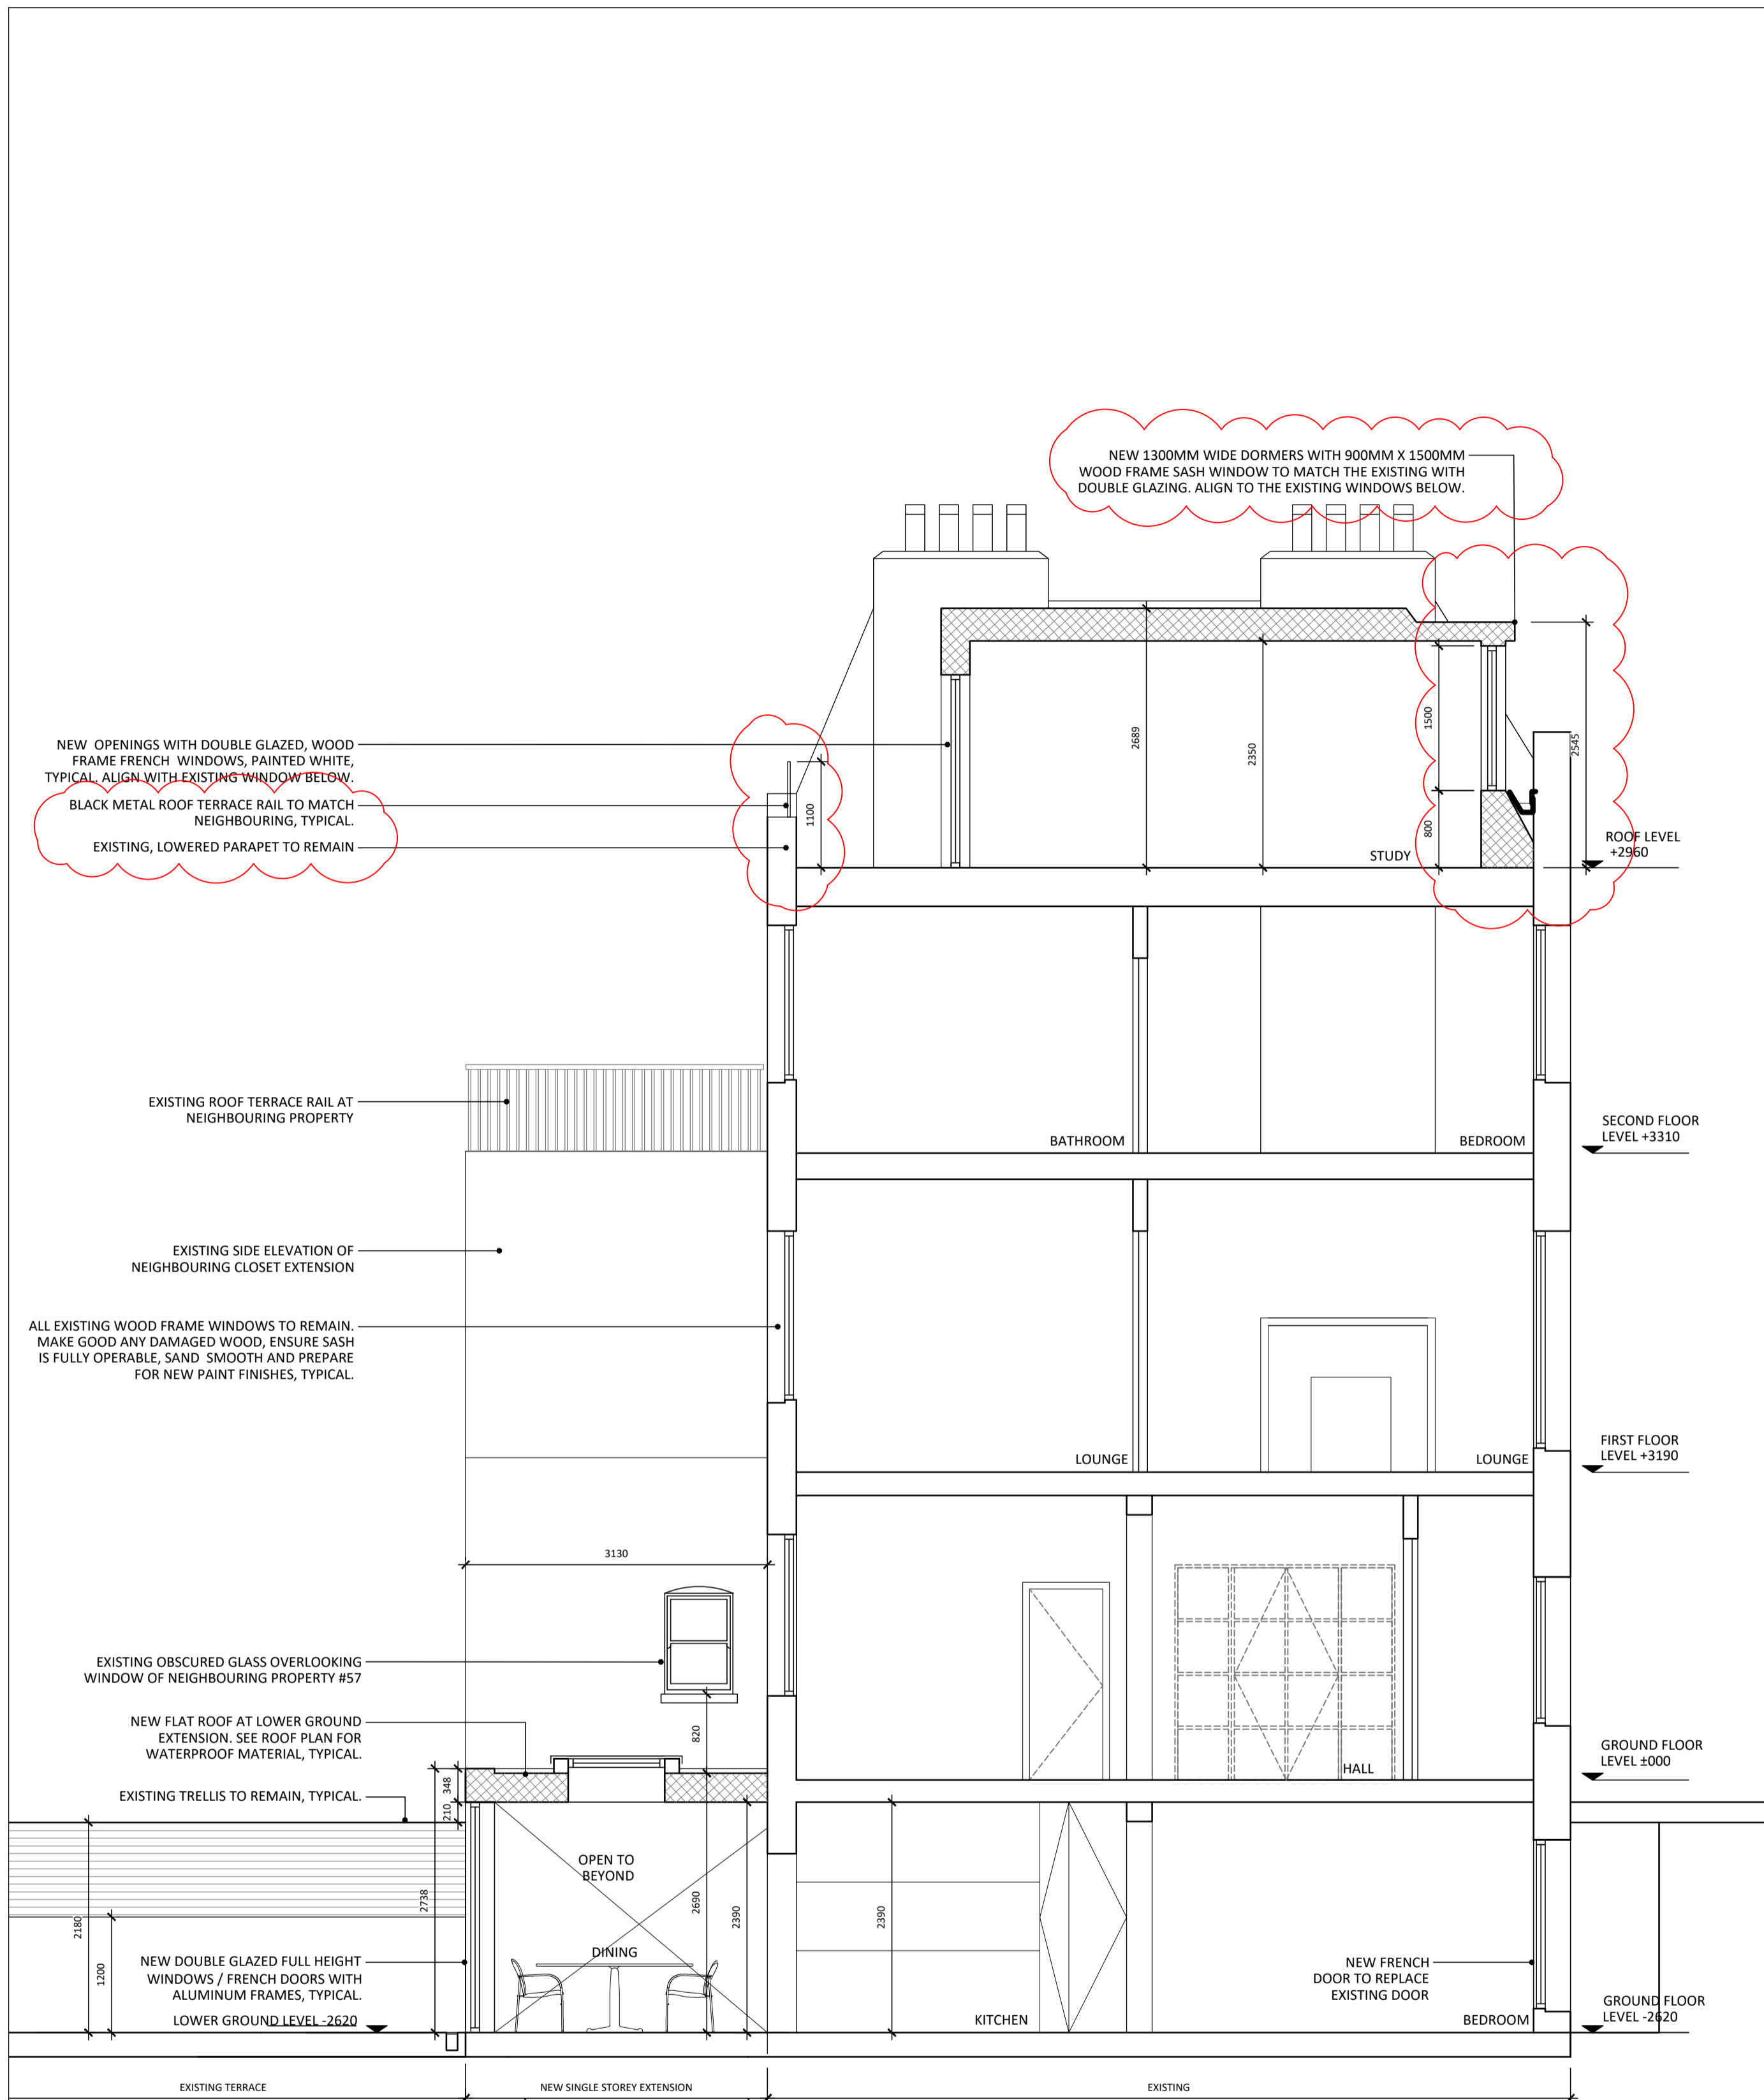 NEW 1300MM WIDE DORMERS WITH 900MM X 1500MM
WOOD FRAME SASH WINDOW TO MATCH THE EXISTING WITH
DOUBLE GLAZING. ALIGN TO THE EXISTING WINDOWS BELOW.
NEW OPENINGS WITH DOUBLE GLAZED, WOOD
FRAME FRENCH WINDOWS, PAINTED WHITE,
TYPICAL. ALIGN WITH EXISTING WINDOW BELOW.
BLACK METAL ROOF TERRACE RAIL TO MATCH
NEIGHBOURING, TYPICAL.
EXISTING, LOWERED PARAPET TO REMAIN
1100
2689
2350
1500
800
2545
STUDY
ROOF LEVEL
+2960
EXISTING ROOF TERRACE RAIL AT
NEIGHBOURING PROPERTY
BATHROOM
BEDROOM
SECOND FLOOR
LEVEL +3310
EXISTING SIDE ELEVATION OF
NEIGHBOURING CLOSET EXTENSION
ALL EXISTING WOOD FRAME WINDOWS TO REMAIN.
MAKE GOOD ANY DAMAGED WOOD, ENSURE SASH
IS FULLY OPERABLE, SAND SMOOTH AND PREPARE
FOR NEW PAINT FINISHES, TYPICAL.
LOUNGE
LOUNGE
FIRST FLOOR
LEVEL +3190
3130
EXISTING OBSCURED GLASS OVERLOOKING
WINDOW OF NEIGHBOURING PROPERTY #57
NEW FLAT ROOF AT LOWER GROUND
EXTENSION. SEE ROOF PLAN FOR
WATERPROOF MATERIAL, TYPICAL.
820
HALL
GROUND FLOOR
LEVEL ±000
EXISTING TRELLIS TO REMAIN, TYPICAL.
348
210
OPEN TO
BEYOND
2180
1200
2738
2690
2390
2390
DINING
NEW DOUBLE GLAZED FULL HEIGHT
WINDOWS / FRENCH DOORS WITH
ALUMINUM FRAMES, TYPICAL.
LOWER GROUND LEVEL -2620
NEW FRENCH
DOOR TO REPLACE
EXISTING DOOR
KITCHEN
BEDROOM
GROUND FLOOR
LEVEL -2620
EXISTING TERRACE
NEW SINGLE STOREY EXTENSION
EXISTING